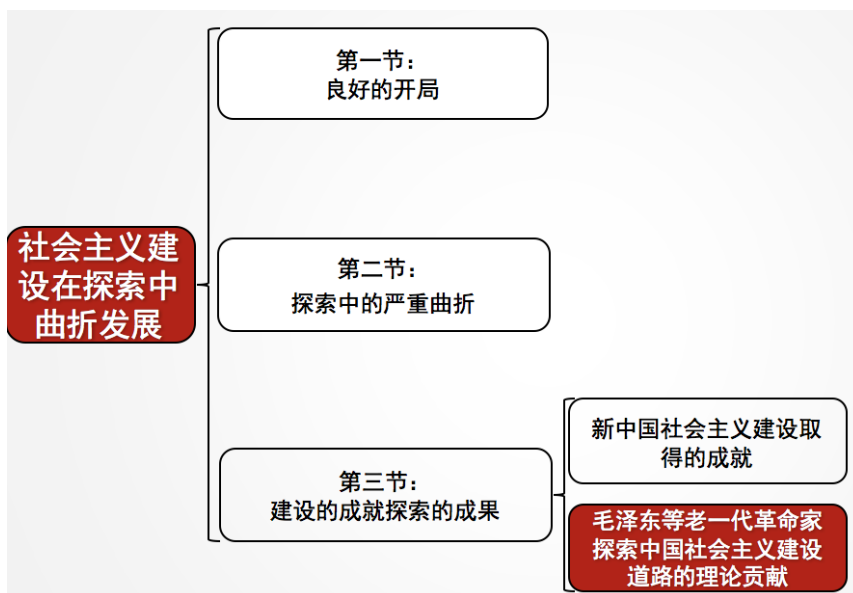 第一节：
良好的开局
社会主义建
设在探索中
曲折发展
第二节：
探索中的严重曲折
第三节：
建设的成就探索的成果
新中国社会主义建设取
得的成就
毛泽东等老一代革命家
探索中国社会主义建设
道路的理论贡献